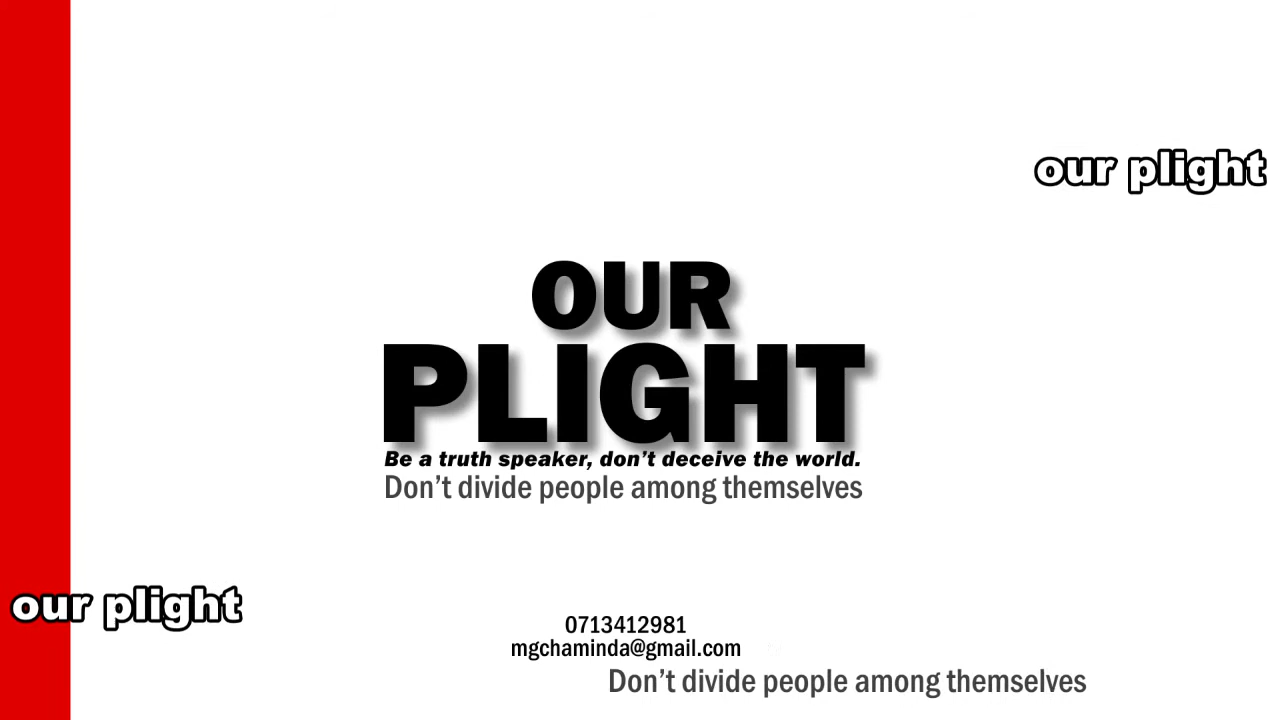 our plight
OUR
PLIGHT
Be a truth speaker, don't deceive the world.
Don't divide people among themselves
our plight
0713412981
mgchaminda@gmail.com
Don't divide people among themselves